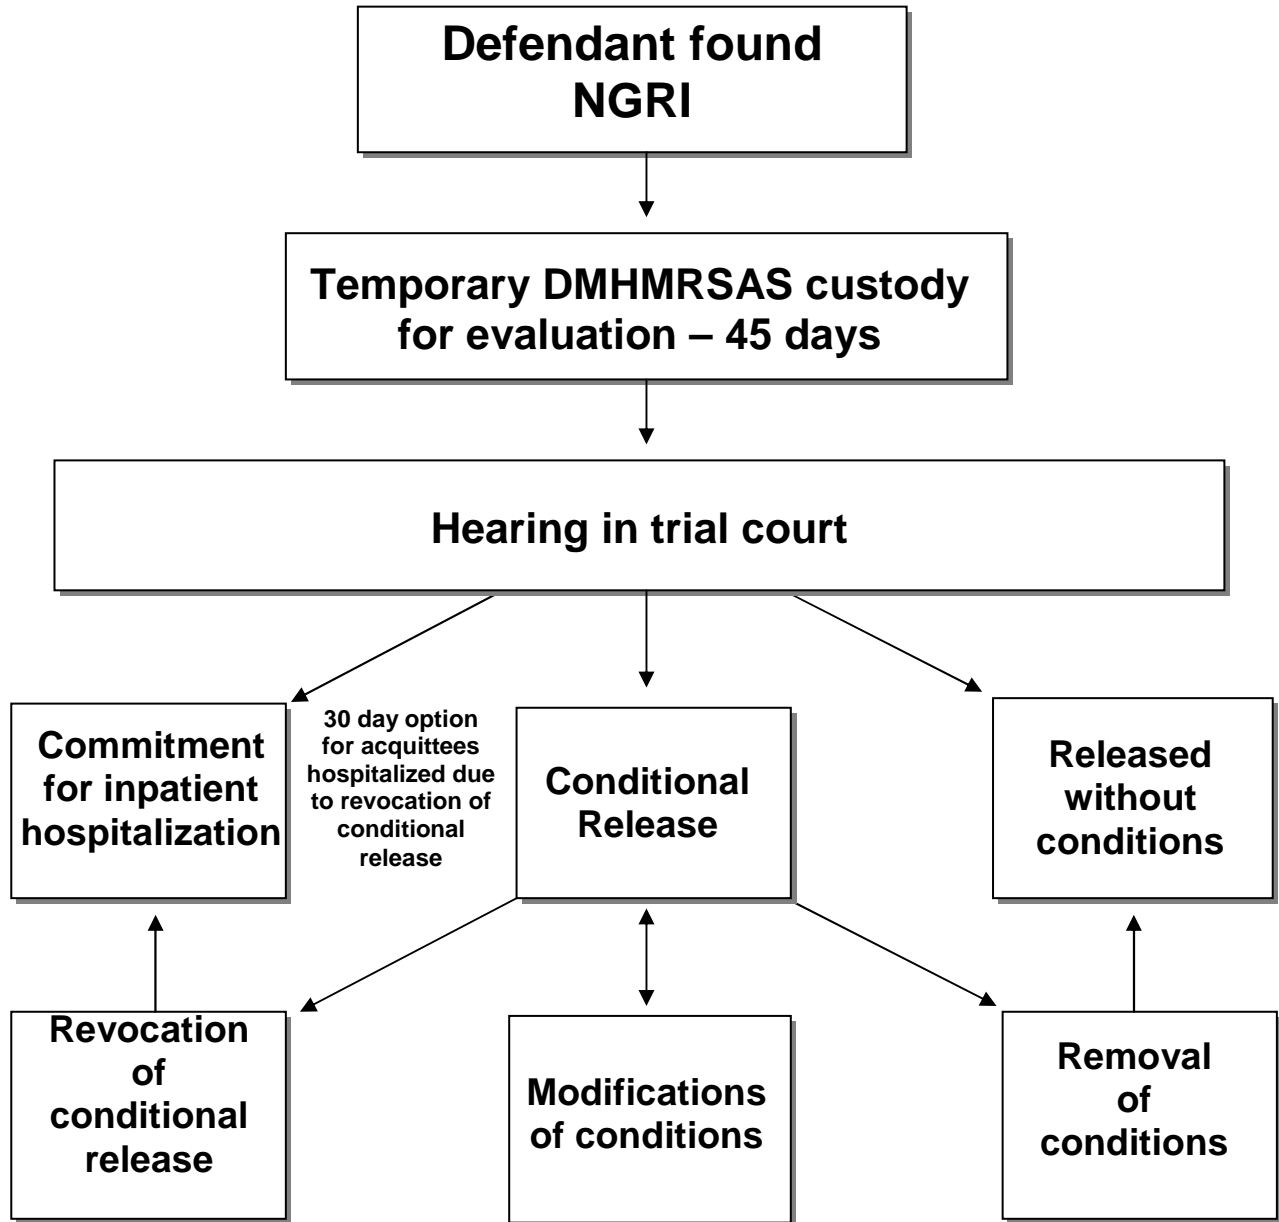 Defendant found
NGRI
Temporary DMHMRSAS custody
for evaluation – 45 days
Hearing in trial court
Commitment
for inpatient
hospitalization
30 day option
for acquittees
hospitalized due
to revocation of
conditional
release
Conditional
Release
Released
without
conditions
Revocation
of
conditional
release
Modifications
of conditions
Removal
of
conditions